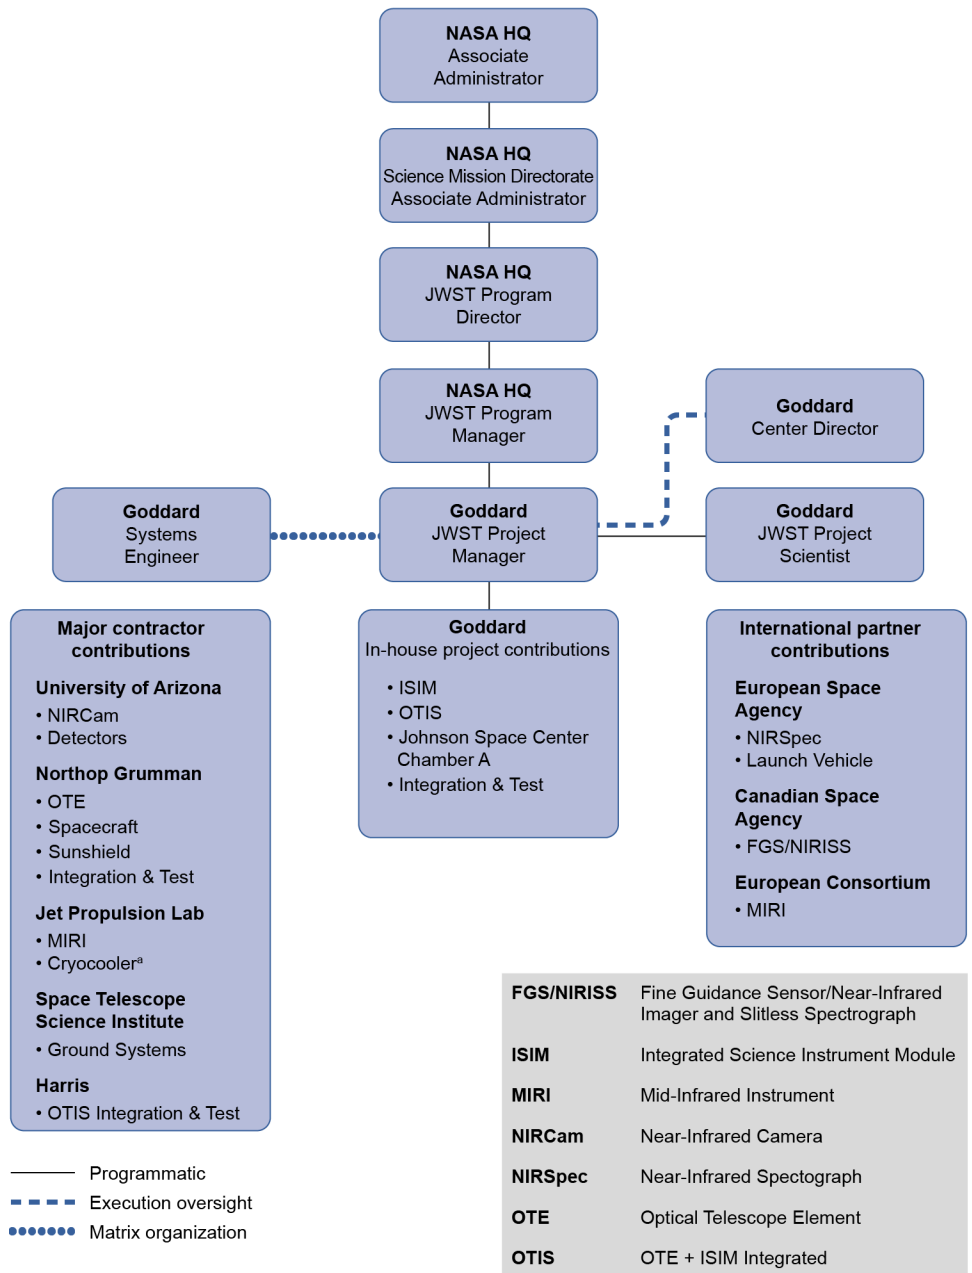 NASA HQ
Associate
Administrator
NASA HQ
Science Mission Directorate
Associate Administrator
NASA HQ
JWST Program
Director
NASA HQ
JWST Program
Manager
Goddard
Center Director
Goddard
Systems
Engineer
Goddard
JWST Project
Manager
Goddard
JWST Project
Scientist
Major contractor
contributions
University of Arizona
• NIRCam
• Detectors
Northop Grumman
• OTE
• Spacecraft
• Sunshield
• Integration & Test
Jet Propulsion Lab
• MIRI
• Cryocoolerᵃ
Space Telescope
Science Institute
• Ground Systems
Harris
• OTIS Integration & Test
Goddard
In-house project contributions
• ISIM
• OTIS
• Johnson Space Center
Chamber A
• Integration & Test
International partner
contributions
European Space
Agency
• NIRSpec
• Launch Vehicle
Canadian Space
Agency
• FGS/NIRISS
European Consortium
• MIRI
Programmatic
Execution oversight
Matrix organization
FGS/NIRISS Fine Guidance Sensor/Near-Infrared
Imager and Slitless Spectrograph
ISIM Integrated Science Instrument Module
MIRI Mid-Infrared Instrument
NIRCam Near-Infrared Camera
NIRSpec Near-Infrared Spectograph
OTE Optical Telescope Element
OTIS OTE + ISIM Integrated